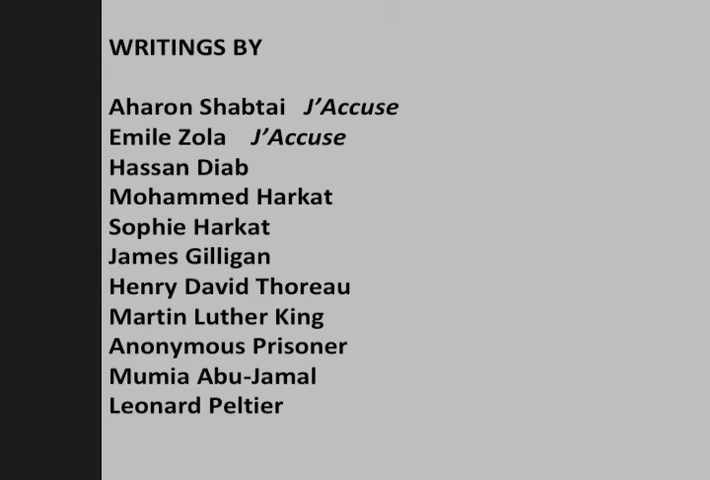 WRITINGS BY
Aharon Shabtai J’Accuse
Emile Zola J’Accuse
Hassan Diab
Mohammed Harkat
Sophie Harkat
James Gilligan
Henry David Thoreau
Martin Luther King
Anonymous Prisoner
Mumia Abu-Jamal
Leonard Peltier